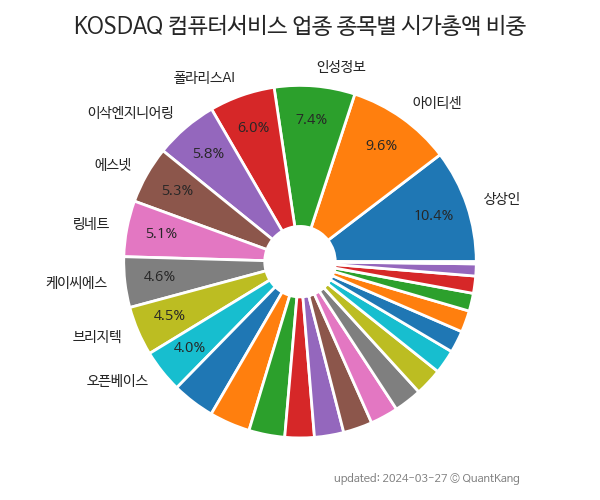 KOSDAQ 컴퓨터서비스 업종 종목별 시가총액 비중
인성정보
폴라리스AI
아이티센
이삭엔지니어링
7.4%
6.0%
9.6%
5.8%
에스넷
5.3%
상상인
10.4%
링네트
5.1%
케이씨에스
4.6%
4.5%
브리지텍
4.0%
오픈베이스
updated: 2024-03-27 © QuantKang